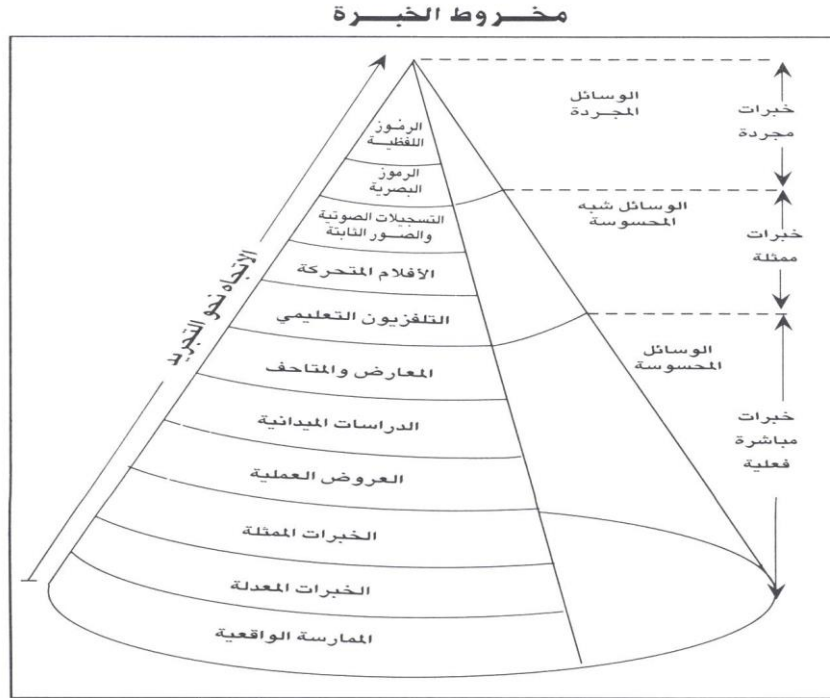 مخروط الخبرة
الوسائل
المجردة
خبرات
مجردة
الرموز
اللفظية
الرموز
البصرية
الوسائل شبه
المحسوسة
خبرات
ممثلة
التسجيلات الصوتية
والصور الثابتة
الأفلام المتحركة
التلفزيون التعليمي
الاتجاه نحو التجريد
الوسائل
المحسوسة
المعارض والمتاحف
خبرات
مباشرة
فعلية
الدراسات الميدانية
العروض العملية
الخبرات الممثلة
الخبرات المعدلة
الممارسة الواقعية